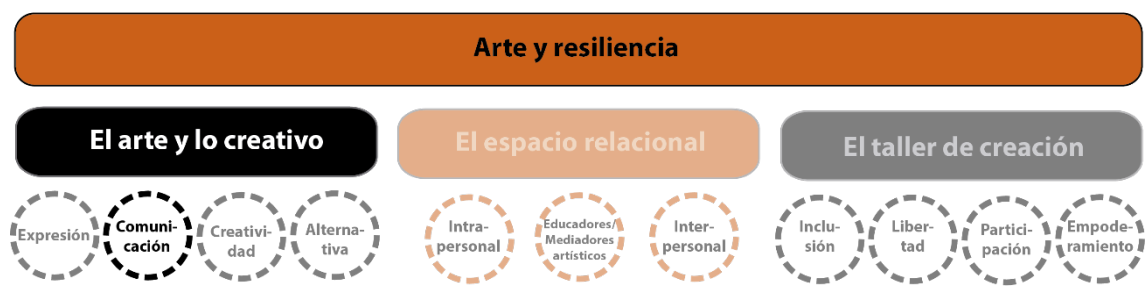 Arte y resiliencia
El arte y lo creativo
El espacio relacional
El taller de creación
Expresión
Comuni-
cación
Creativi-
dad
Alterna-
tiva
Intra-
personal
Educadores/
Mediadores
artísticos
Inter-
personal
Inclu-
sión
Liber-
tad
Partici-
pación
Empode-
ramiento